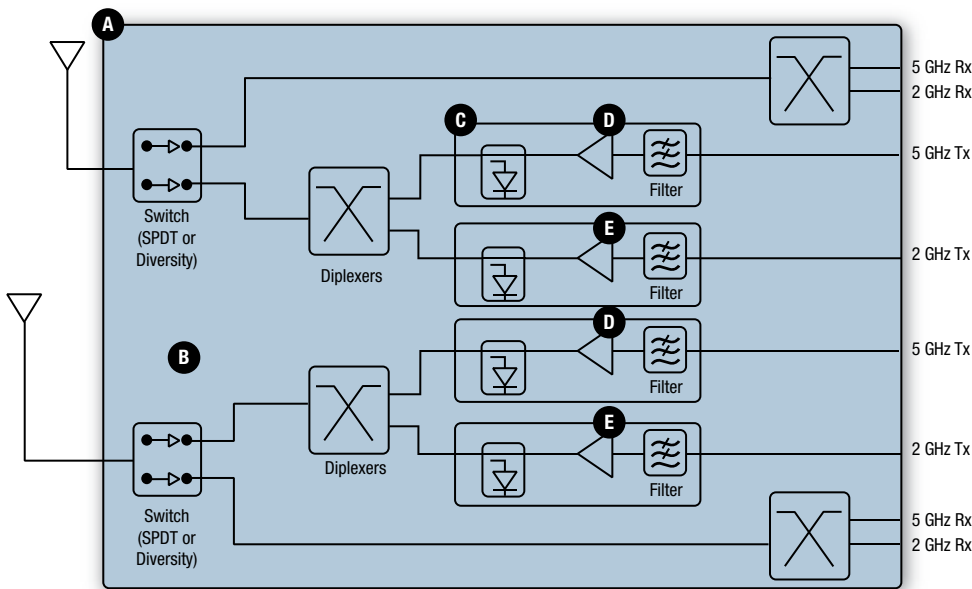 A
5 GHz Rx
2 GHz Rx
C
D
5 GHz Tx
Filter
Switch
(SPDT or
Diversity)
Diplexers
E
2 GHz Tx
Filter
B
D
5 GHz Tx
Filter
Diplexers
E
2 GHz Tx
Filter
Switch
(SPDT or
Diversity)
5 GHz Rx
2 GHz Rx